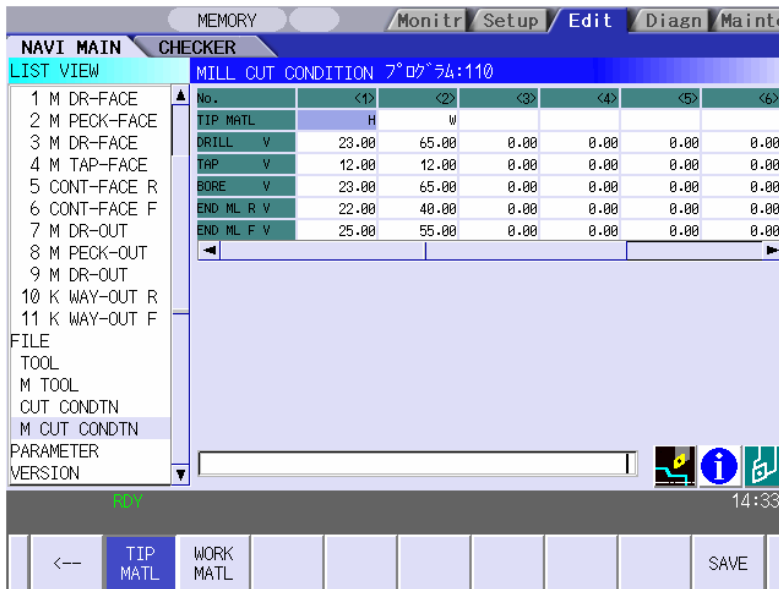 MEMORY Monitr Setup Edit Diagn Mainte
NAVI MAIN CHECKER
LIST VIEW
MILL CUT CONDITION プログラム:110
1 M DR-FACE
2 M PECK-FACE
3 M DR-FACE
4 M TAP-FACE
5 CONT-FACE R
6 CONT-FACE F
7 M DR-OUT
8 M PECK-OUT
9 M DR-OUT
10 K WAY-OUT R
11 K WAY-OUT F
FILE
TOOL
M TOOL
CUT CONDTN
M CUT CONDTN
PARAMETER
VERSION
No. <1> <2> <3> <4> <5> <6>
TIP MATL H W
DRILL V 23.00 65.00 0.00 0.00 0.00 0.00
TAP V 12.00 12.00 0.00 0.00 0.00 0.00
BORE V 23.00 65.00 0.00 0.00 0.00 0.00
END ML R V 22.00 40.00 0.00 0.00 0.00 0.00
END ML F V 25.00 55.00 0.00 0.00 0.00 0.00
RDY
14:33
<-- TIP MATL WORK MATL SAVE